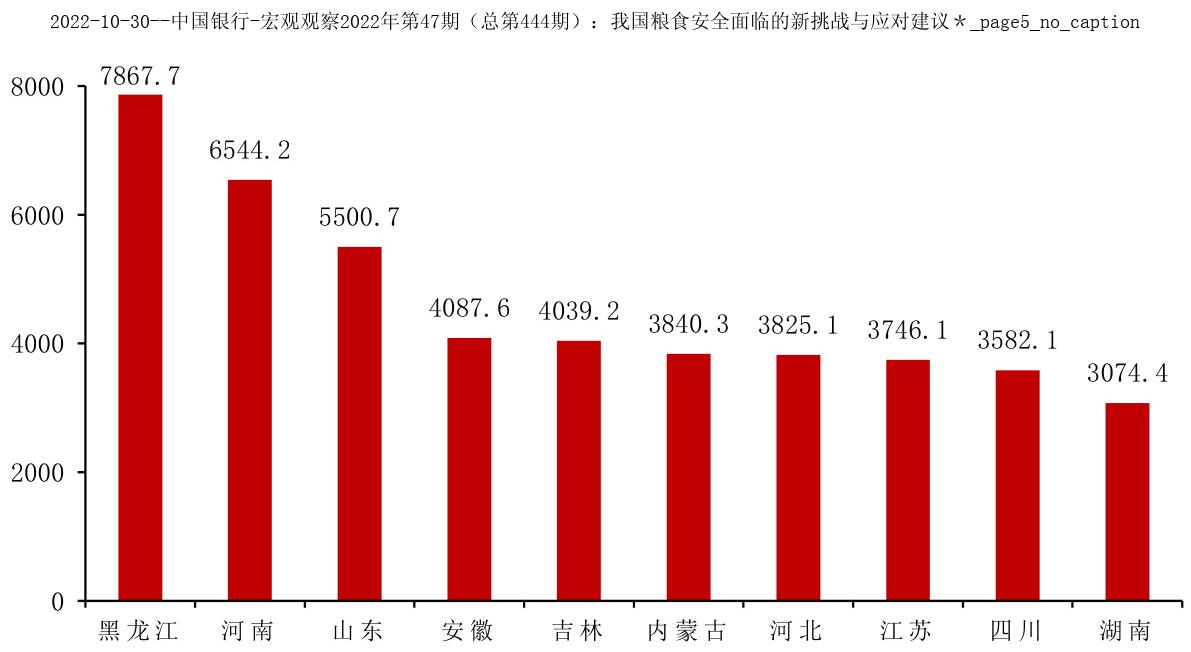 2022-10-30--中国银行-宏观观察2022年第47期（总第444期）：我国粮食安全面临的新挑战与应对建议＊_page5_no_caption
8000
6000
4000
2000
0
7867.7
6544.2
5500.7
4087.6
4039.2
3840.3
3825.1
3746.1
3582.1
3074.4
黑龙江
河南
山东
安徽
吉林
内蒙古
河北
江苏
四川
湖南